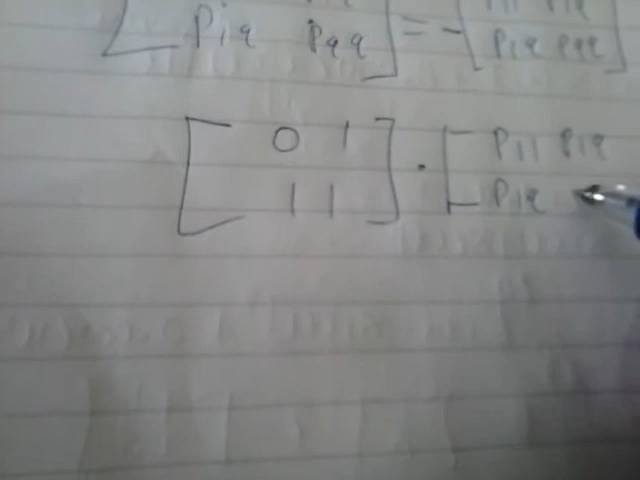 P11 P12
P12 P22 ] = - [ P12 P22 ]
[ 0 1 ] · [ P11 P12
1 1 P12